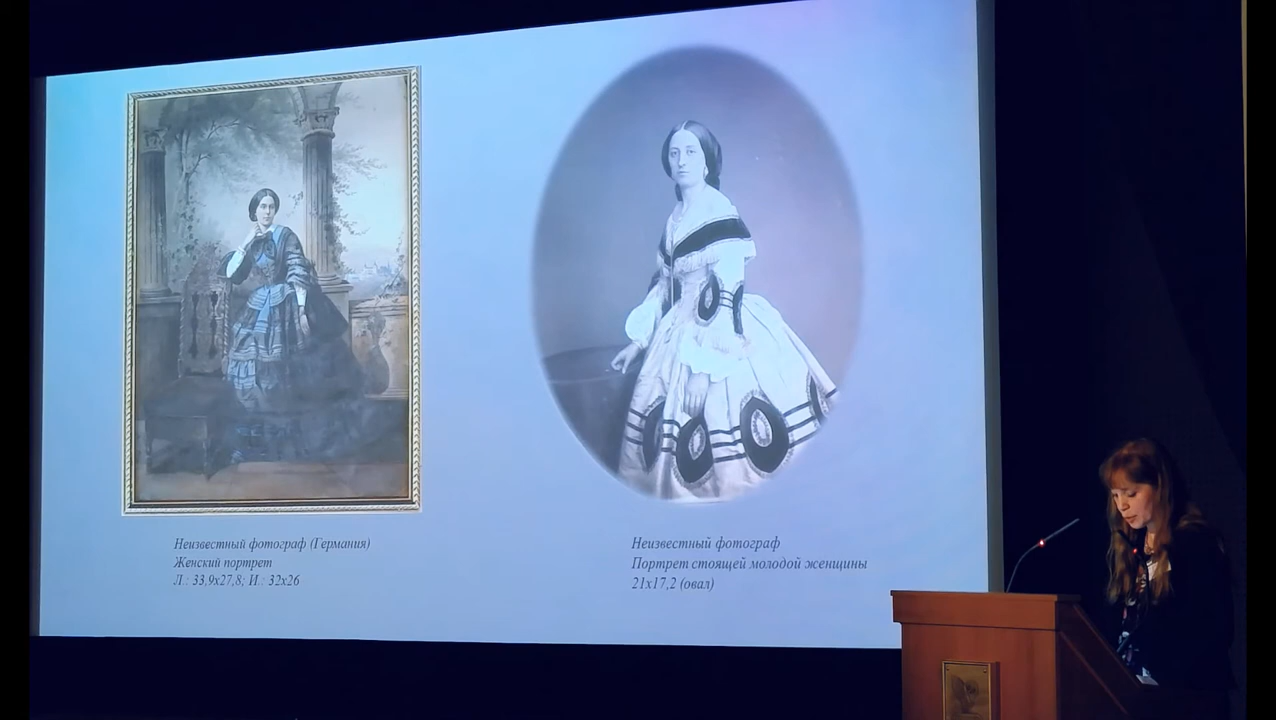 Неизвестный фотограф (Германия)
Женский портрет
Л.: 33,9х27,8; И.: 32х26
Неизвестный фотограф
Портрет стоящей молодой женщины
21х17,2 (овал)